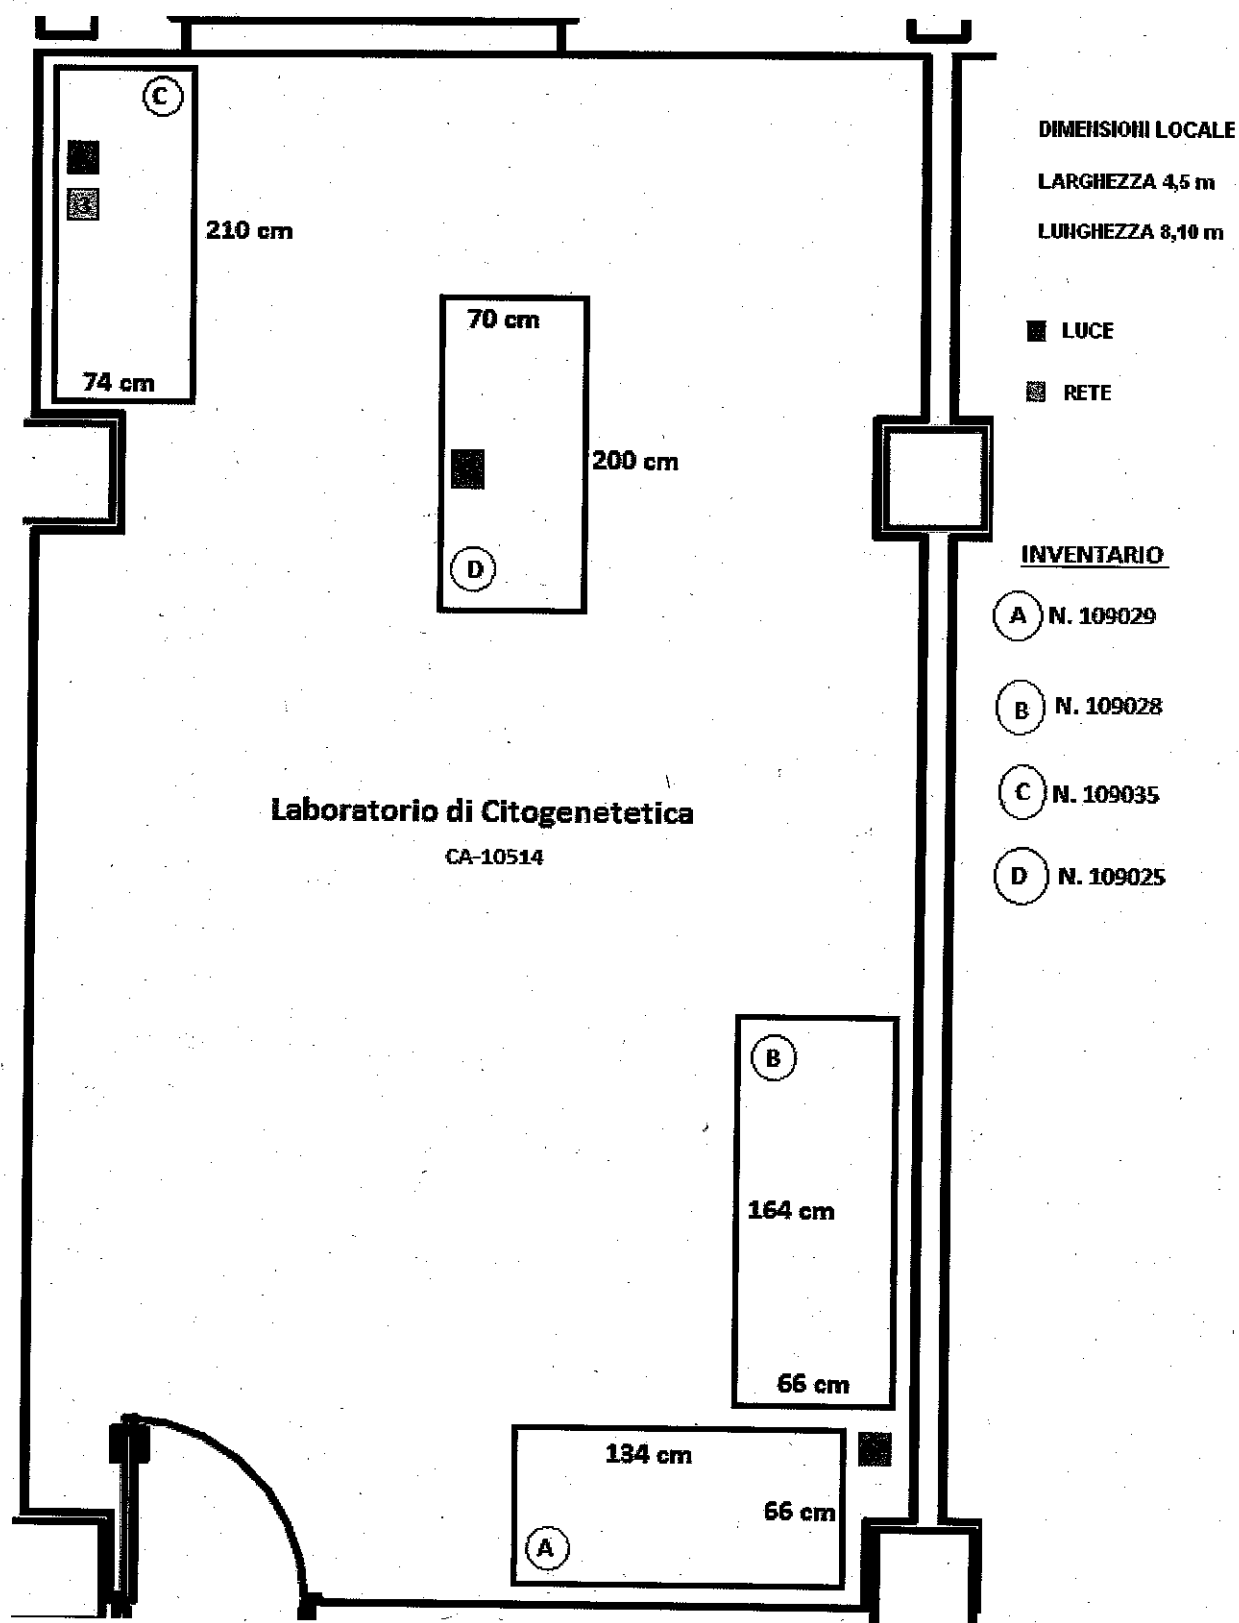 C
210 cm
74 cm
70 cm
200 cm
D
Laboratorio di Citogenetetica
CA-10514
B
164 cm
66 cm
134 cm
66 cm
A
DIMENSIONI LOCALE
LARGHEZZA 4,5 m
LUNGHEZZA 8,10 m
LUCE
RETE
INVENTARIO
A N. 109029
B N. 109028
C N. 109035
D N. 109025